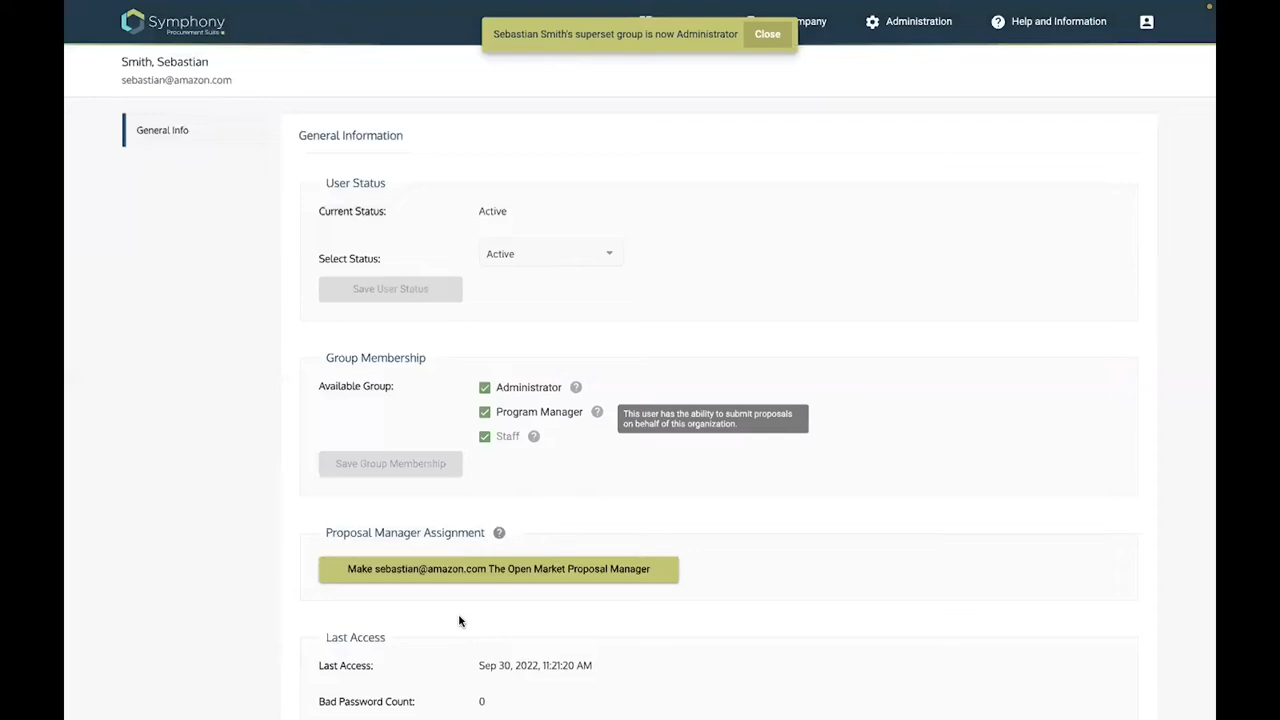 Symphony
Procurement Suite
Sebastian Smith's superset group is now Administrator
Close
mpany
Administration
Help and Information
Smith, Sebastian
sebastian@amazon.com
General Info
General Information
User Status
Current Status:
Active
Select Status:
Active
Save User Status
Group Membership
Available Group:
Administrator ?
Program Manager ?
This user has the ability to submit proposals
on behalf of this organization.
Staff ?
Save Group Membership
Proposal Manager Assignment ?
Make sebastian@amazon.com The Open Market Proposal Manager
Last Access
Last Access:
Sep 30, 2022, 11:21:20 AM
Bad Password Count:
0